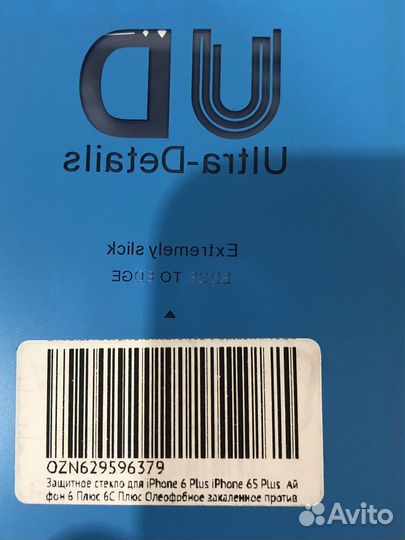 UD
Ultra-Details
Extremely slick
EDGE TO EDGE
OZN629596379
Защитное стекло для iPhone 6 Plus iPhone 6S Plus Ай
фон 6 Плюс 6С Плюс Олеофобное закаленное против
Avito